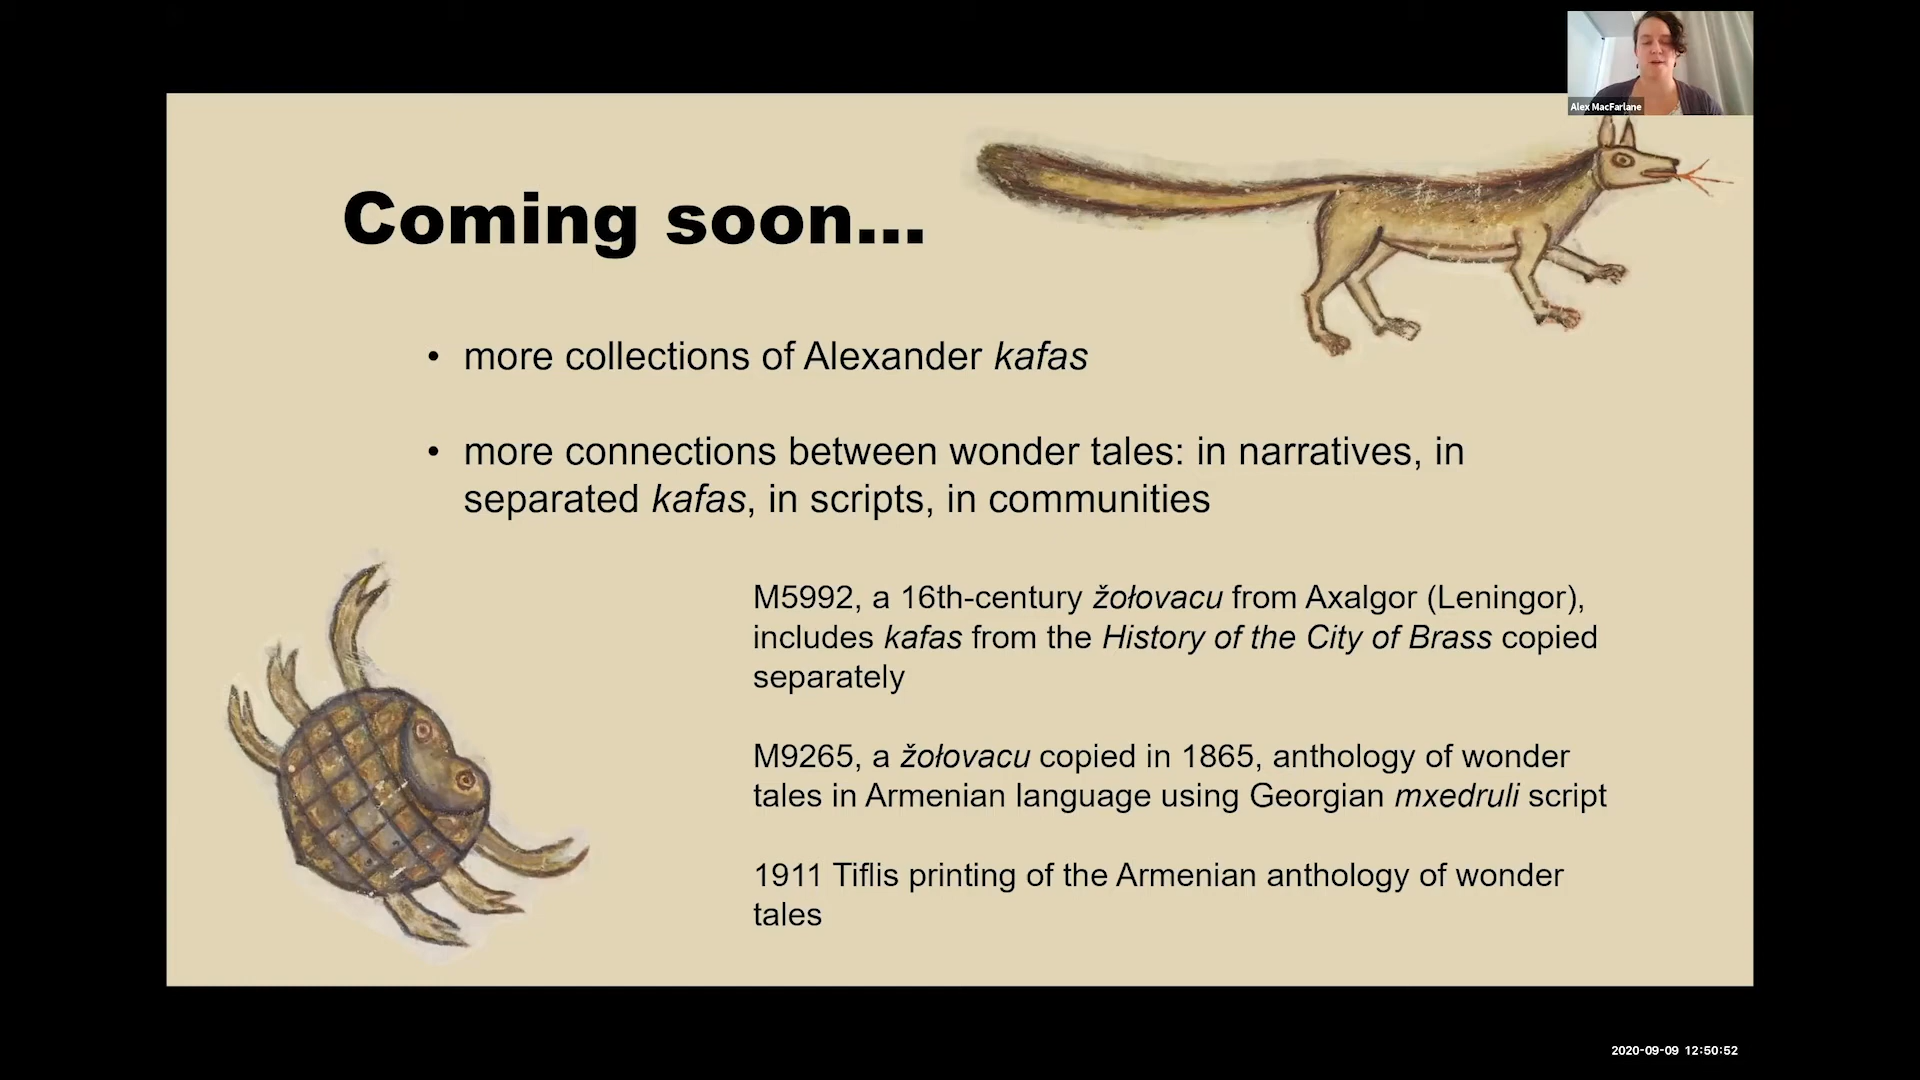 Alex MacFarlane
Coming soon...
• more collections of Alexander kafas
• more connections between wonder tales: in narratives, in
separated kafas, in scripts, in communities
M5992, a 16th-century žołovacu from Axalgor (Leningor),
includes kafas from the History of the City of Brass copied
separately
M9265, a žołovacu copied in 1865, anthology of wonder
tales in Armenian language using Georgian mxedruli script
1911 Tiflis printing of the Armenian anthology of wonder
tales
2020-09-09 12:50:52